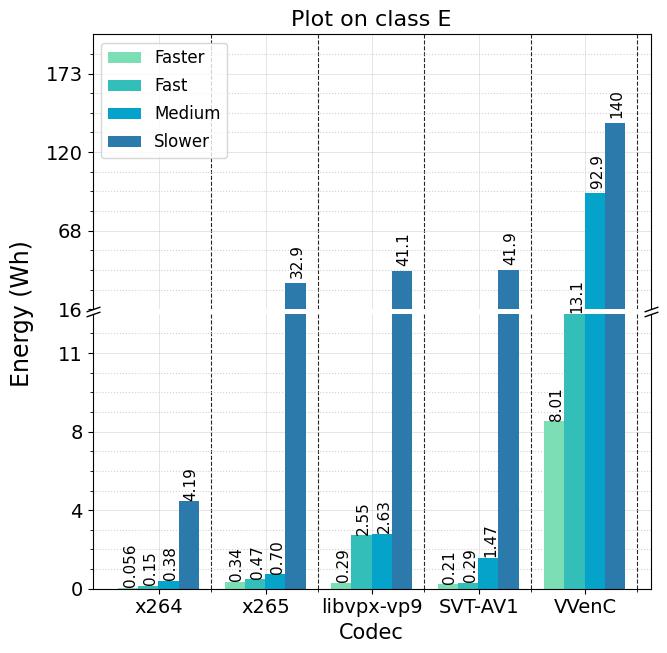 Plot on class E
Faster
Fast
Medium
Slower
Energy (Wh)
173
120
68
16
11
8
4
0
0.056
0.15
0.38
4.19
0.34
0.47
0.70
32.9
0.29
2.55
2.63
41.1
0.21
0.29
1.47
41.9
8.01
13.1
92.9
140
x264
x265
libvpx-vp9
SVT-AV1
VVenC
Codec